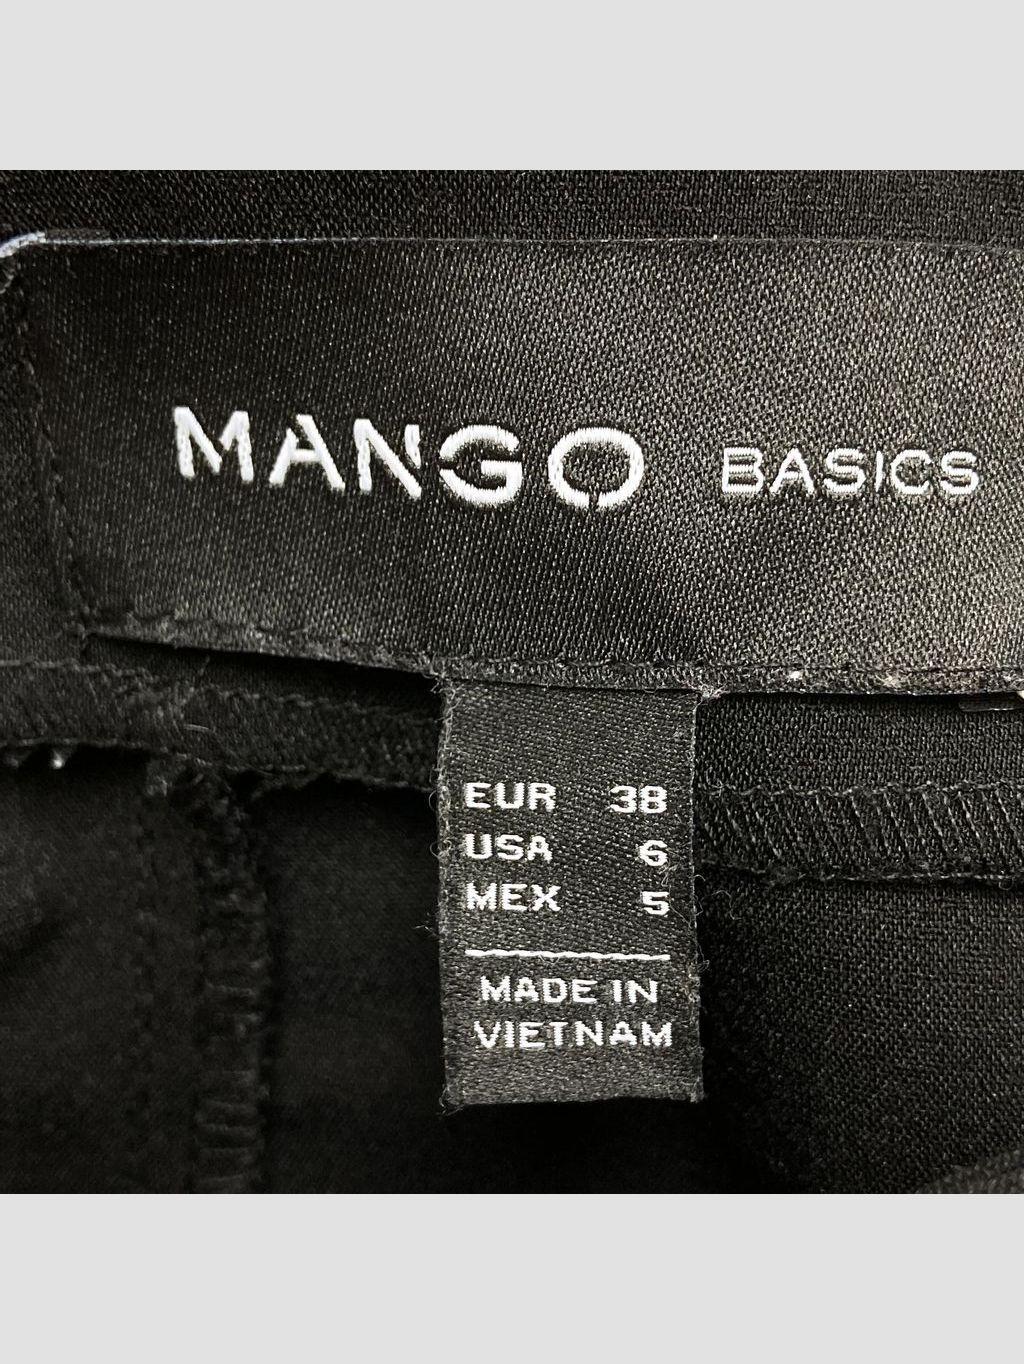 MANGO BASICS
EUR 38
USA 6
MEX 5
MADE IN
VIETNAM